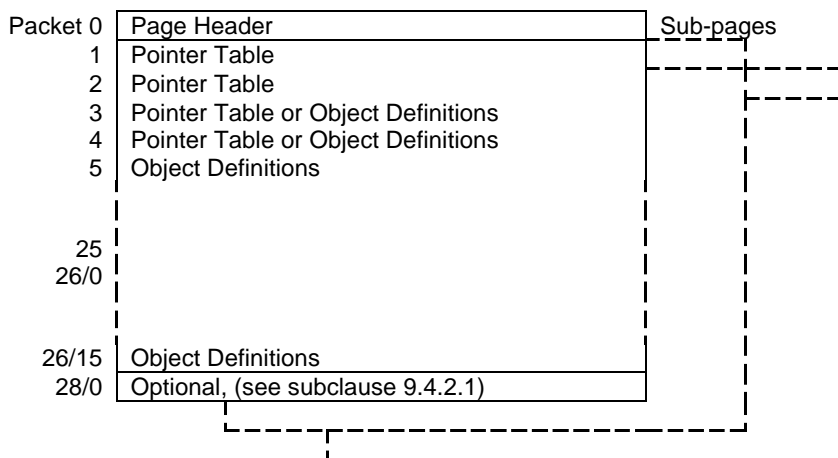 Packet 0 Page Header Sub-pages
1 Pointer Table
2 Pointer Table
3 Pointer Table or Object Definitions
4 Pointer Table or Object Definitions
5 Object Definitions
25
26/0
26/15 Object Definitions
28/0 Optional, (see subclause 9.4.2.1)